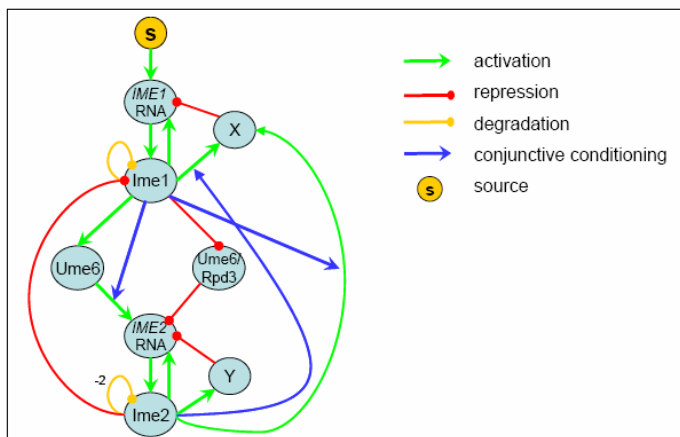 s
IME1
RNA
X
Ime1
Ume6
Ume6/
Rpd3
IME2
RNA
Y
-2
Ime2
activation
repression
degradation
conjunctive conditioning
s
source